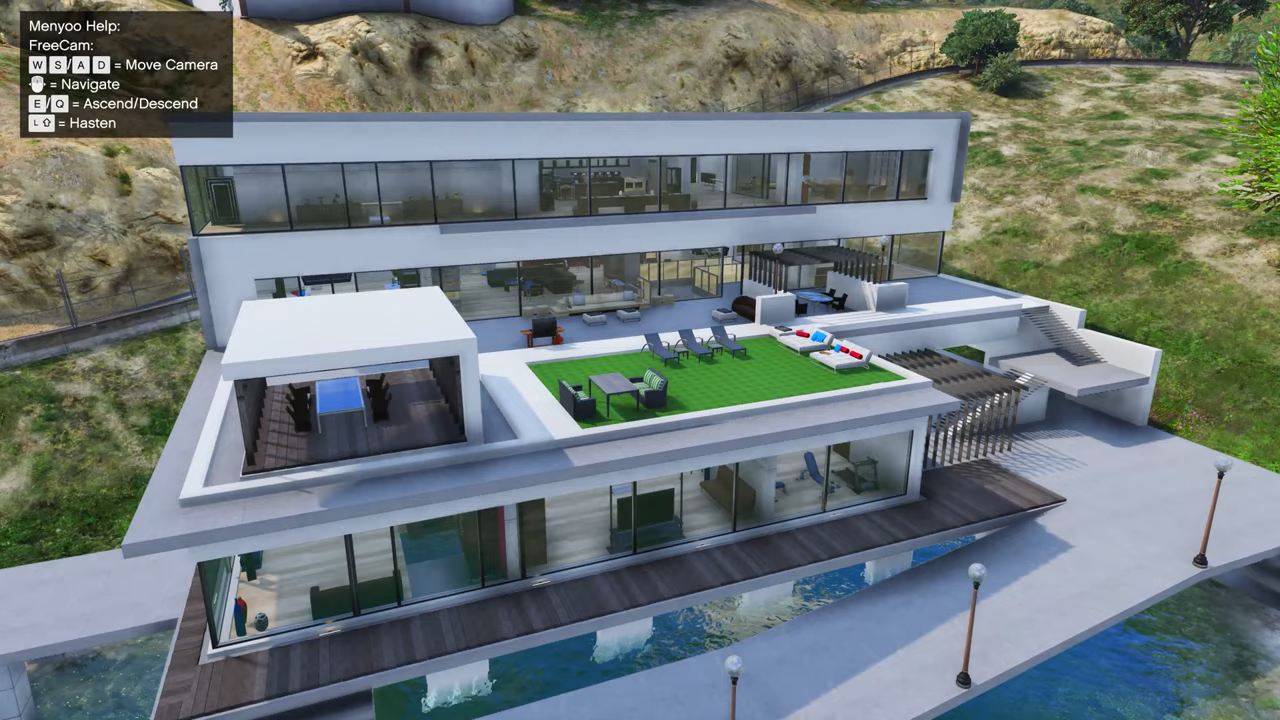 Menyoo Help:
FreeCam:
W S / A D = Move Camera
= Navigate
E / Q = Ascend/Descend
L⇧ = Hasten